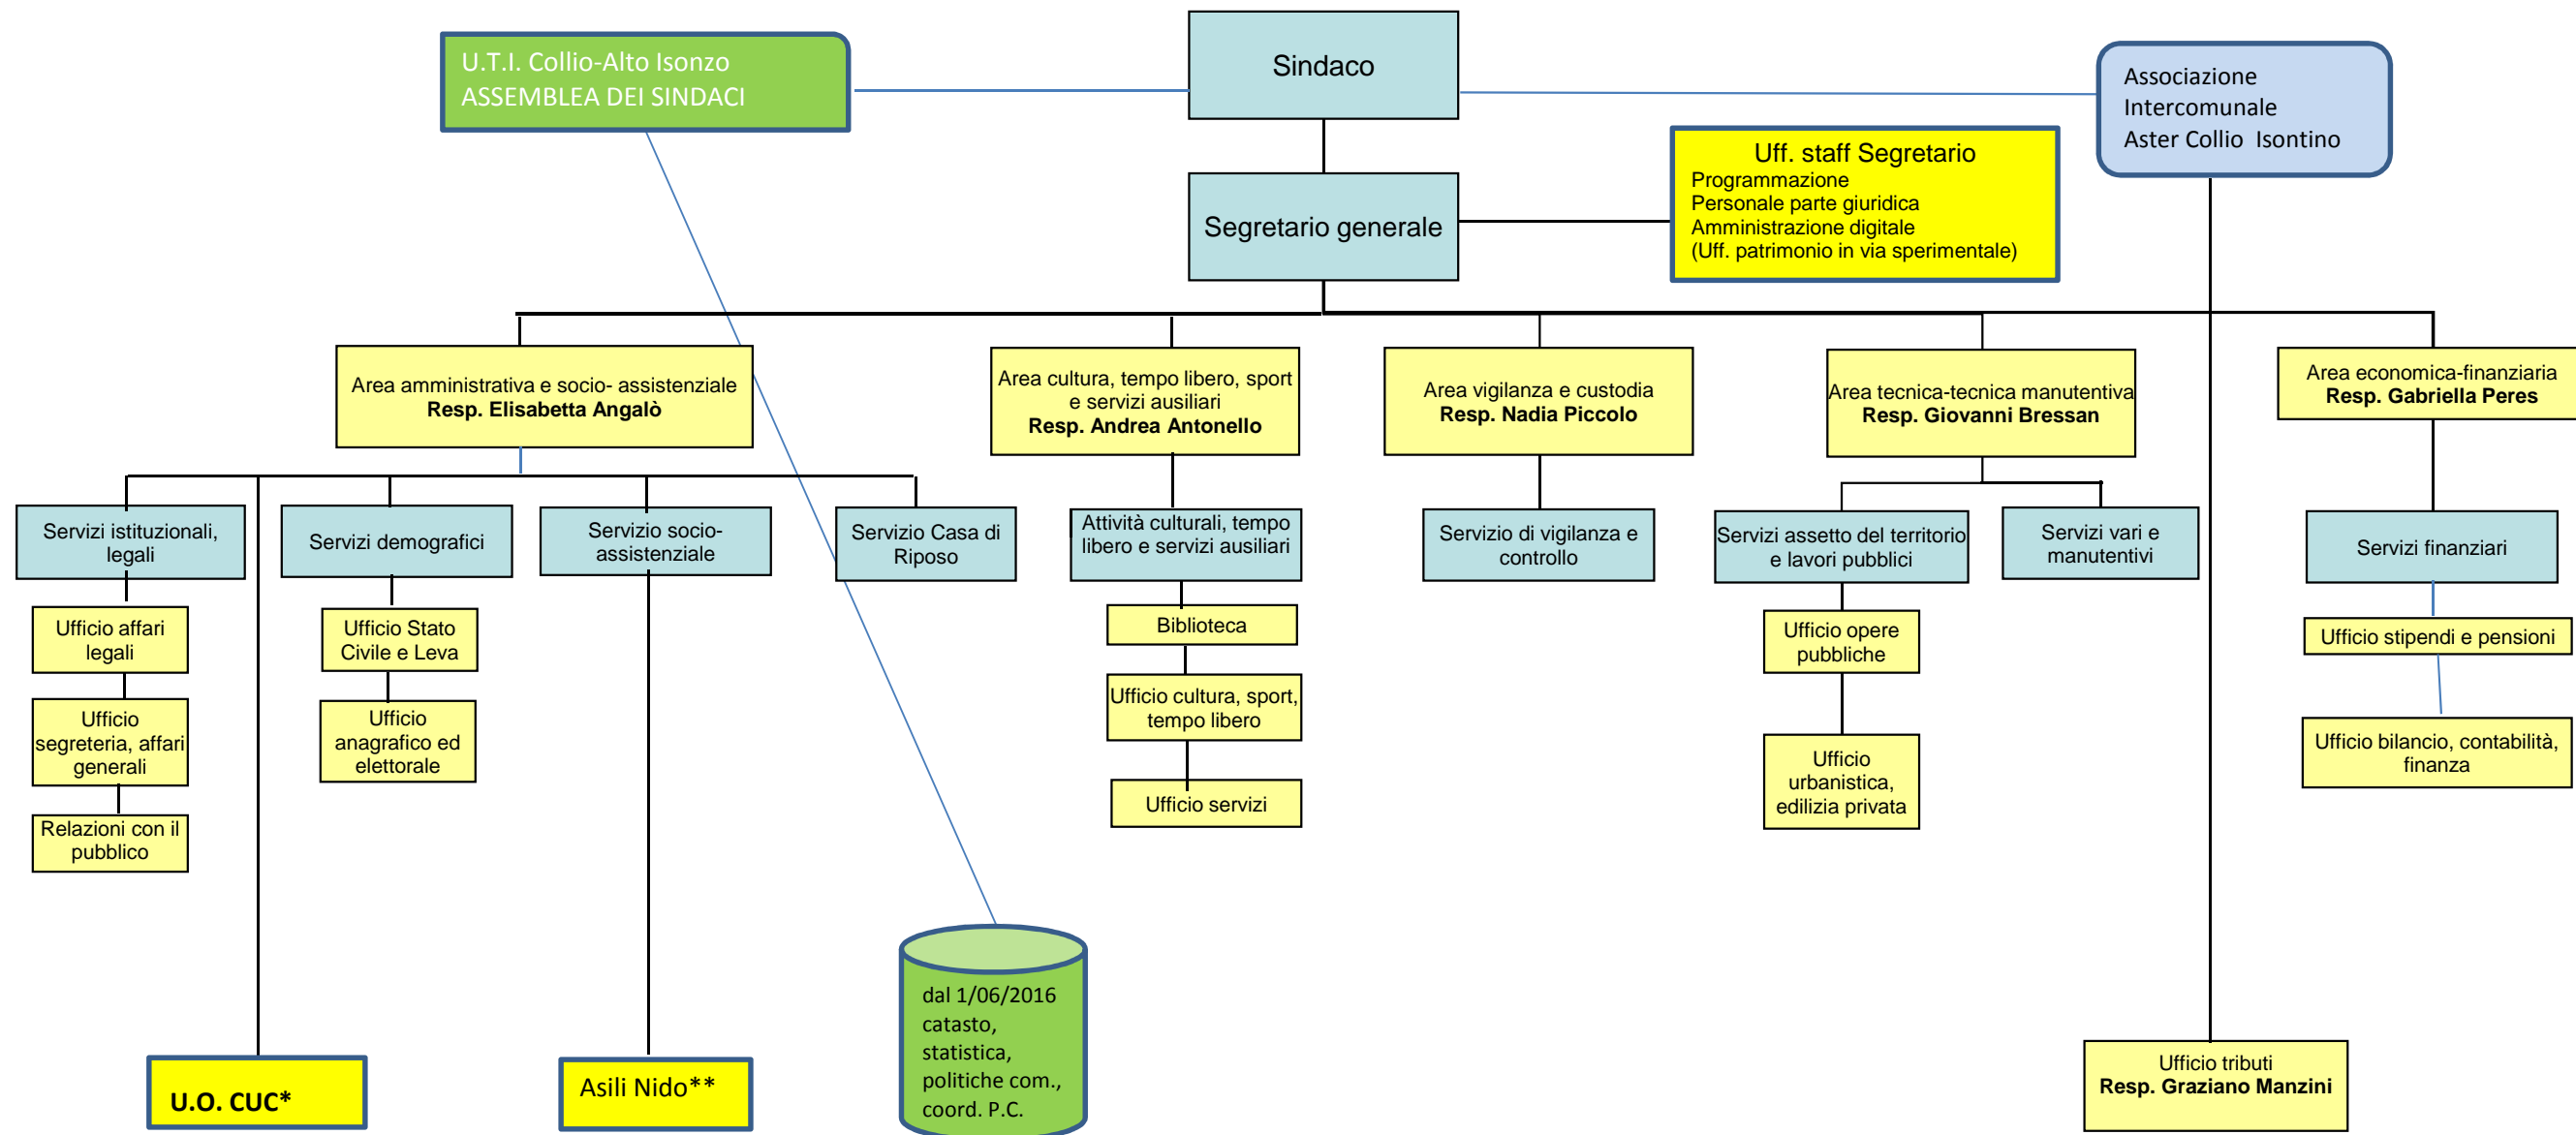 U.T.I. Collio-Alto Isonzo
ASSEMBLEA DEI SINDACI
Sindaco
Associazione
Intercomunale
Aster Collio Isontino
Segretario generale
Uff. staff Segretario
Programmazione
Personale parte giuridica
Amministrazione digitale
(Uff. patrimonio in via sperimentale)
Area amministrativa e socio- assistenziale
Resp. Elisabetta Angalò
Area cultura, tempo libero, sport
e servizi ausiliari
Resp. Andrea Antonello
Area vigilanza e custodia
Resp. Nadia Piccolo
Area tecnica-tecnica manutentiva
Resp. Giovanni Bressan
Area economica-finanziaria
Resp. Gabriella Peres
Servizi istituzionali,
legali
Servizi demografici
Servizio socio-
assistenziale
Servizio Casa di
Riposo
Attività culturali, tempo
libero e servizi ausiliari
Servizio di vigilanza e
controllo
Servizi assetto del territorio
e lavori pubblici
Servizi vari e
manutentivi
Servizi finanziari
Ufficio affari
legali
Ufficio Stato
Civile e Leva
Biblioteca
Ufficio opere
pubbliche
Ufficio stipendi e pensioni
Ufficio
segreteria, affari
generali
Ufficio
anagrafico ed
elettorale
Ufficio cultura, sport,
tempo libero
Ufficio
urbanistica,
edilizia privata
Ufficio bilancio, contabilità,
finanza
Relazioni con il
pubblico
Ufficio servizi
U.O. CUC*
Asili Nido**
dal 1/06/2016
catasto,
statistica,
politiche com.,
coord. P.C.
Ufficio tributi
Resp. Graziano Manzini